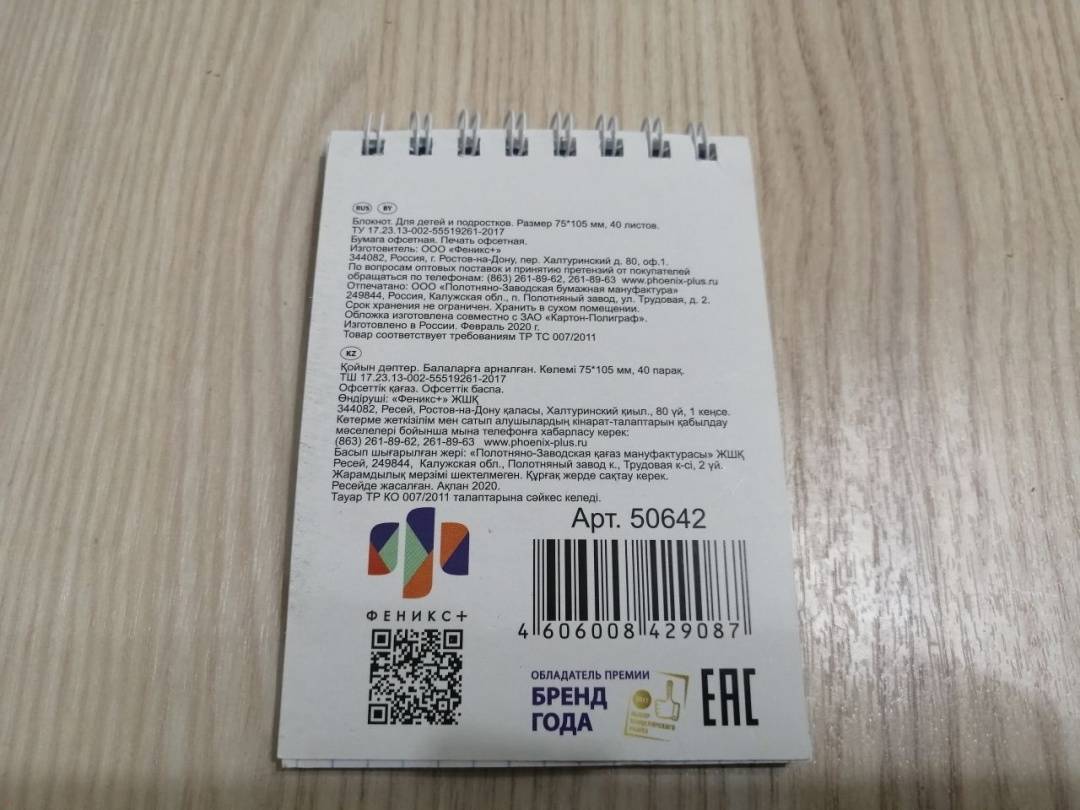 RUS BY
Блокнот. Для детей и подростков. Размер 75*105 мм, 40 листов.
ТУ 17.23.13-002-55519261-2017
Бумага офсетная. Печать офсетная.
Изготовитель: ООО «Феникс+»
344082, Россия, г. Ростов-на-Дону, пер. Халтуринский д. 80, оф.1.
По вопросам оптовых поставок и принятию претензий от покупателей
обращаться по телефонам: (863) 261-89-62, 261-89-63 www.phoenix-plus.ru
Отпечатано: ООО «Полотняно-Заводская бумажная мануфактура»
249844, Россия, Калужская обл., п. Полотняный завод, ул. Трудовая, д. 2.
Срок хранения не ограничен. Хранить в сухом помещении.
Обложка изготовлена совместно с ЗАО «Картон-Полиграф».
Изготовлено в России. Февраль 2020 г.
Товар соответствует требованиям ТР ТС 007/2011
KZ
Қойын дәптер. Балаларға арналған. Көлемі 75*105 мм, 40 парақ.
ТШ 17.23.13-002-55519261-2017
Офсеттік қағаз. Офсеттік баспа.
Өндіруші: «Феникс+» ЖШҚ
344082, Ресей, Ростов-на-Дону қаласы, Халтуринский қиыл., 80 үй, 1 кеңсе.
Көтерме жеткізілім мен сатып алушылардың кінарат-талаптарын қабылдау
мәселелері бойынша мына телефонға хабарласу керек:
(863) 261-89-62, 261-89-63 www.phoenix-plus.ru
Басып шығарылған жері: «Полотняно-Заводская қағаз мануфактурасы» ЖШҚ
Ресей, 249844, Калужская обл., Полотняный завод к., Трудовая к-сі, 2 үй.
Жарамдылық мерзімі шектелмеген. Құрғақ жерде сақтау керек.
Ресейде жасалған. Ақпан 2020.
Тауар ТР КО 007/2011 талаптарына сәйкес келеді.
Арт. 50642
ФЕНИКС+
4 606008 429087
ОБЛАДАТЕЛЬ ПРЕМИИ
БРЕНД
ГОДА
EAC